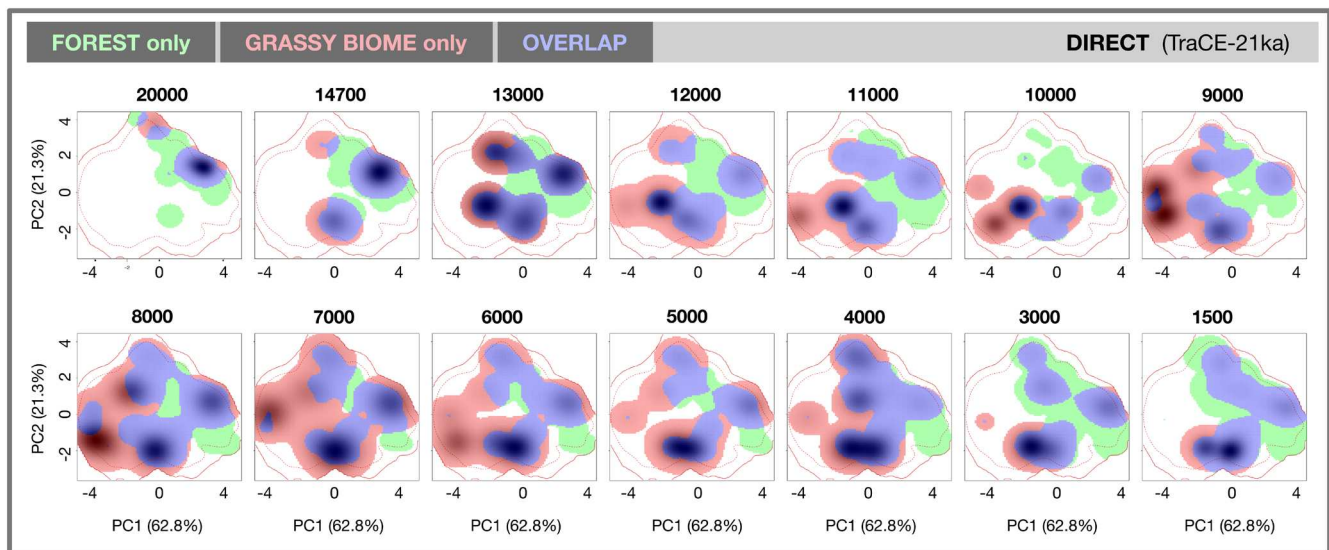 FOREST only GRASSY BIOME only OVERLAP DIRECT (TraCE-21ka)
20000 14700 13000 12000 11000 10000 9000
4
2
0
-2
PC2 (21.3%)
-4 -2 0 4 -4 0 4 -4 0 4 -4 0 4 -4 0 4 -4 0 4 -4 0 4
8000 7000 6000 5000 4000 3000 1500
4
2
0
-2
PC2 (21.3%)
-4 0 4 -4 0 4 -4 0 4 -4 0 4 -4 0 4 -4 0 4 -4 0 4
PC1 (62.8%) PC1 (62.8%) PC1 (62.8%) PC1 (62.8%) PC1 (62.8%) PC1 (62.8%) PC1 (62.8%)